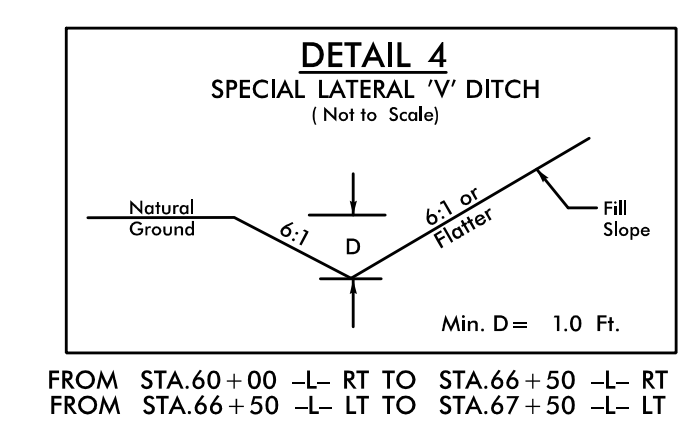 DETAIL 4
SPECIAL LATERAL 'V' DITCH
( Not to Scale)
Natural
Ground
6:1
D
6:1 or
Flatter
Fill
Slope
Min. D = 1.0 Ft.
FROM STA.60+00 -L- RT TO STA.66+50 -L- RT
FROM STA.66+50 -L- LT TO STA.67+50 -L- LT